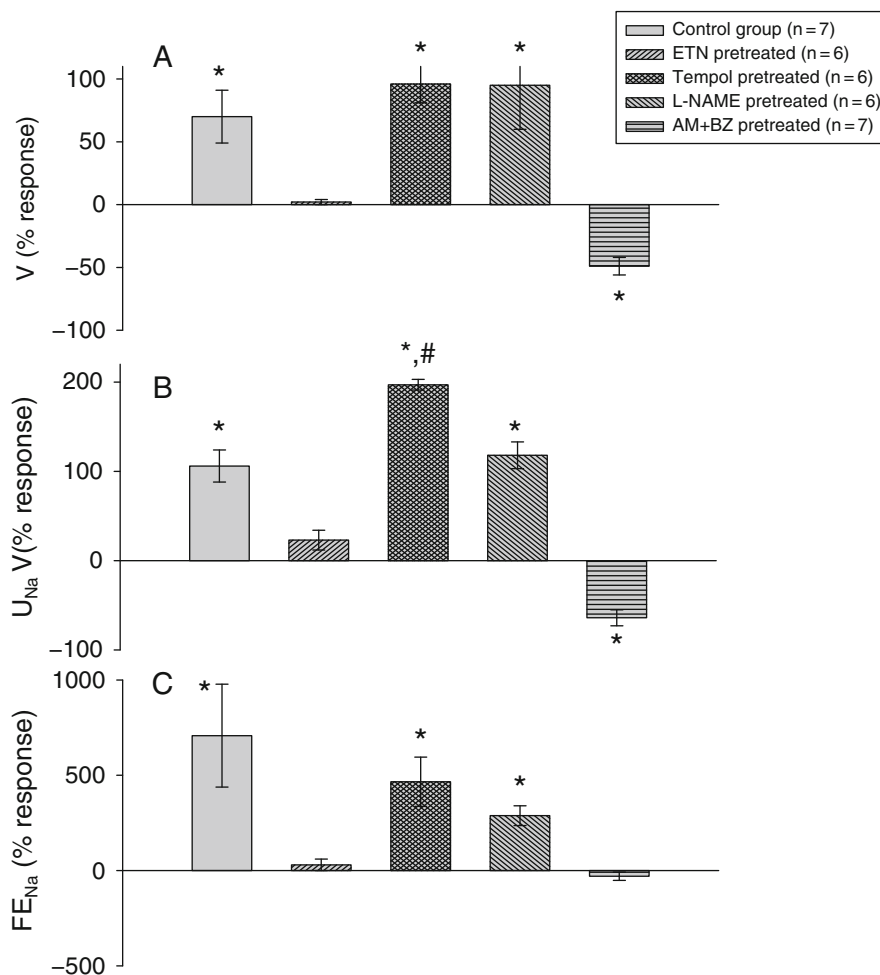 Control group (n = 7)
ETN pretreated (n = 6)
Tempol pretreated (n = 6)
L-NAME pretreated (n = 6)
AM+BZ pretreated (n = 7)
A
* * * *
100
50
0
−50
−100
V (% response)
B
* *,# * *
200
100
0
−100
UNa V(% response)
C
* * *
1000
500
0
−500
FENa (% response)